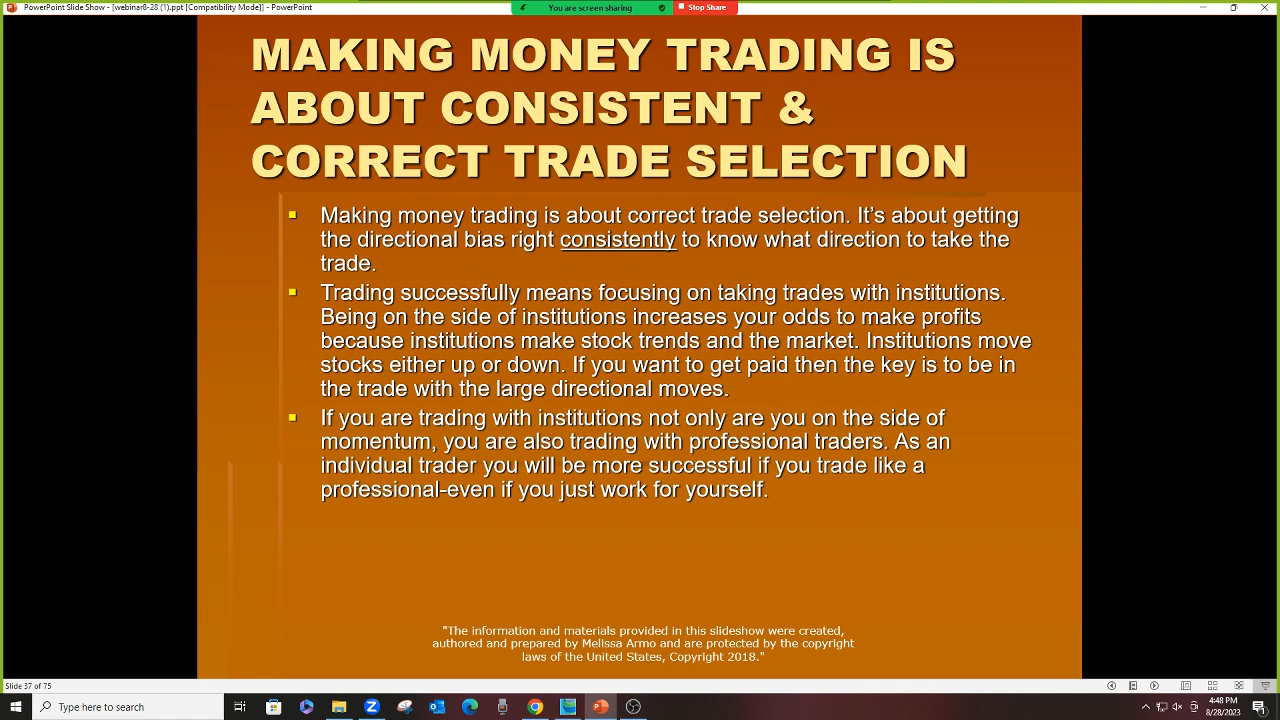 PowerPoint Slide Show - [webinar8-28 (1).ppt [Compatibility Mode]] - PowerPoint
You are screen sharing
Stop Share
MAKING MONEY TRADING IS
ABOUT CONSISTENT &
CORRECT TRADE SELECTION
Making money trading is about correct trade selection. It’s about getting
the directional bias right consistently to know what direction to take the
trade.
Trading successfully means focusing on taking trades with institutions.
Being on the side of institutions increases your odds to make profits
because institutions make stock trends and the market. Institutions move
stocks either up or down. If you want to get paid then the key is to be in
the trade with the large directional moves.
If you are trading with institutions not only are you on the side of
momentum, you are also trading with professional traders. As an
individual trader you will be more successful if you trade like a
professional-even if you just work for yourself.
"The information and materials provided in this slideshow were created,
authored and prepared by Melissa Armo and are protected by the copyright
laws of the United States, Copyright 2018."
Slide 37 of 75
Type here to search
4:48 PM
8/28/2023